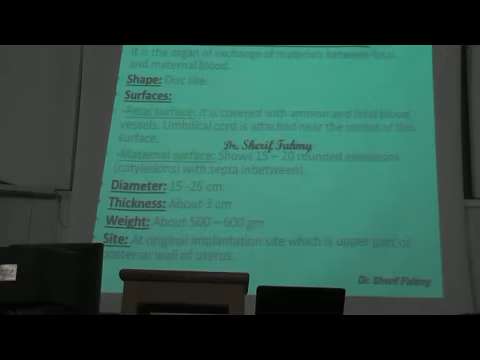 It is the organ of exchange of materials between fetal
and maternal blood.
Shape: Disc like
Surfaces:
-Fetal surface: It is covered with amnion and fetal blood
vessels. Umbilical cord is attached near the center of this
surface.
Dr. Sherif Fahmy
-Maternal surface: Shows 15 – 20 rounded elevations
(cotyledons) with septa inbetween)
Diameter: 15 -25 cm.
Thickness: About 3 cm
Weight: About 500 – 600 gm
Site: At original implantation site which is upper part of
posterior wall of uterus.
Dr. Sherif Fahmy